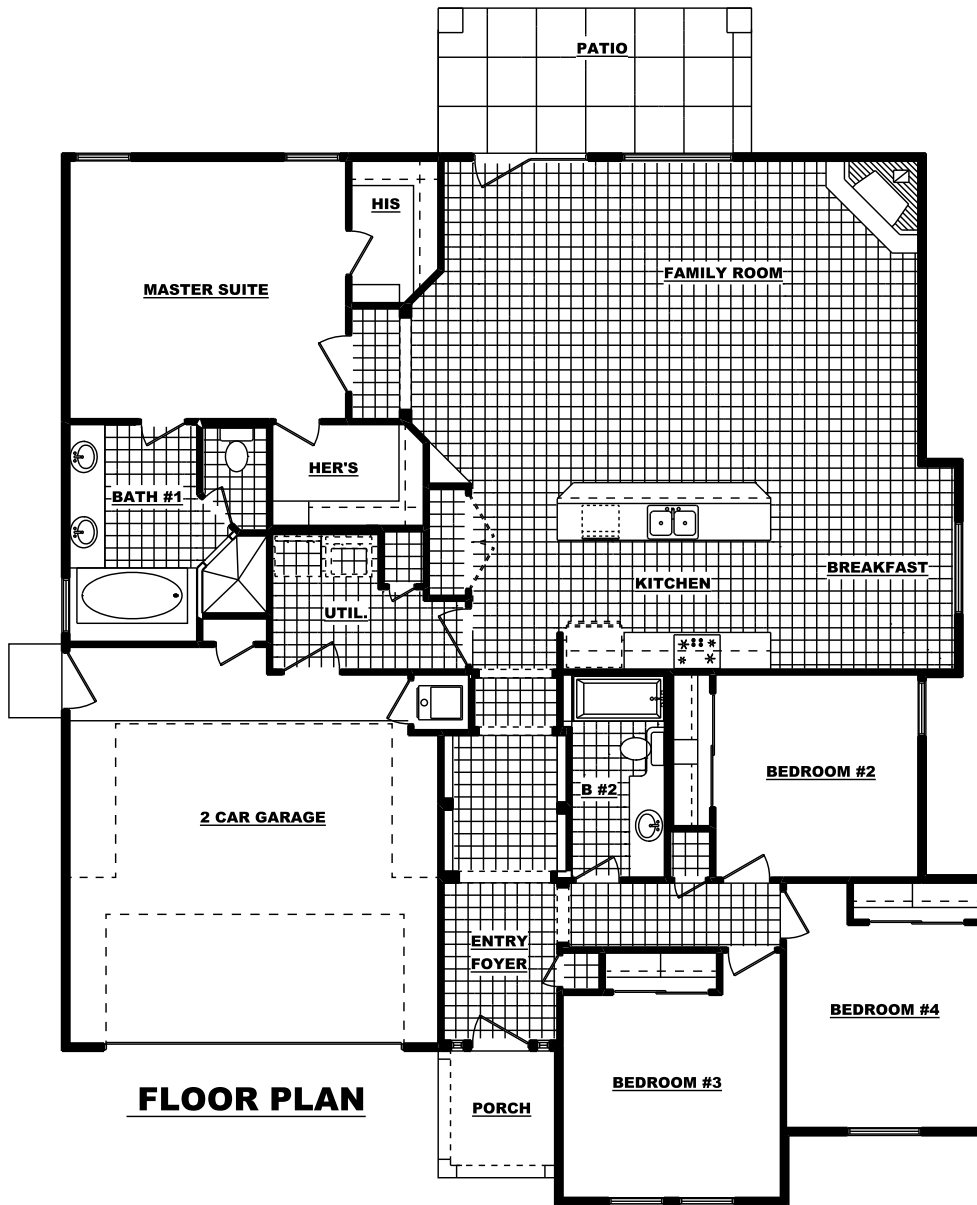 PATIO
HIS
FAMILY ROOM
MASTER SUITE
HER'S
BATH #1
BREAKFAST
KITCHEN
UTIL.
BEDROOM #2
B #2
2 CAR GARAGE
ENTRY
FOYER
BEDROOM #4
BEDROOM #3
FLOOR PLAN
PORCH